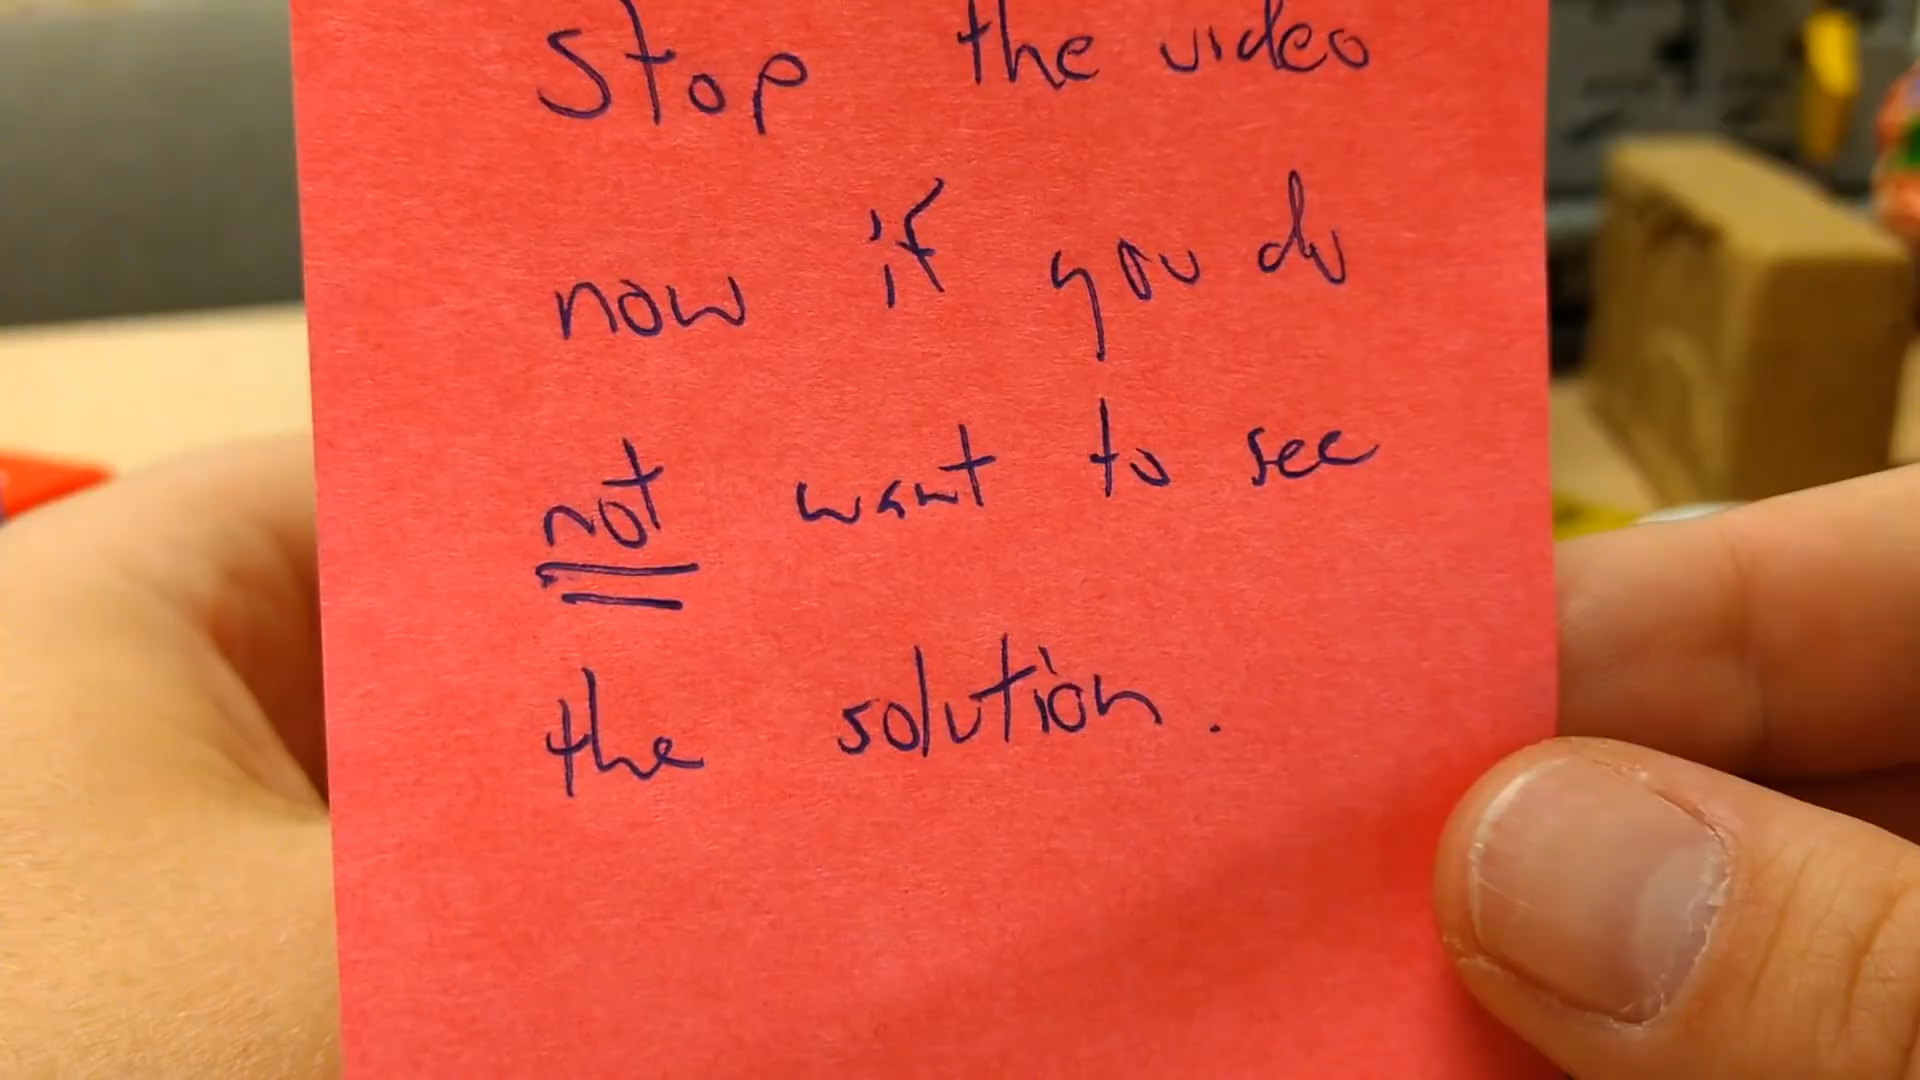 Stop the video
now if you do
not want to see
the solution.